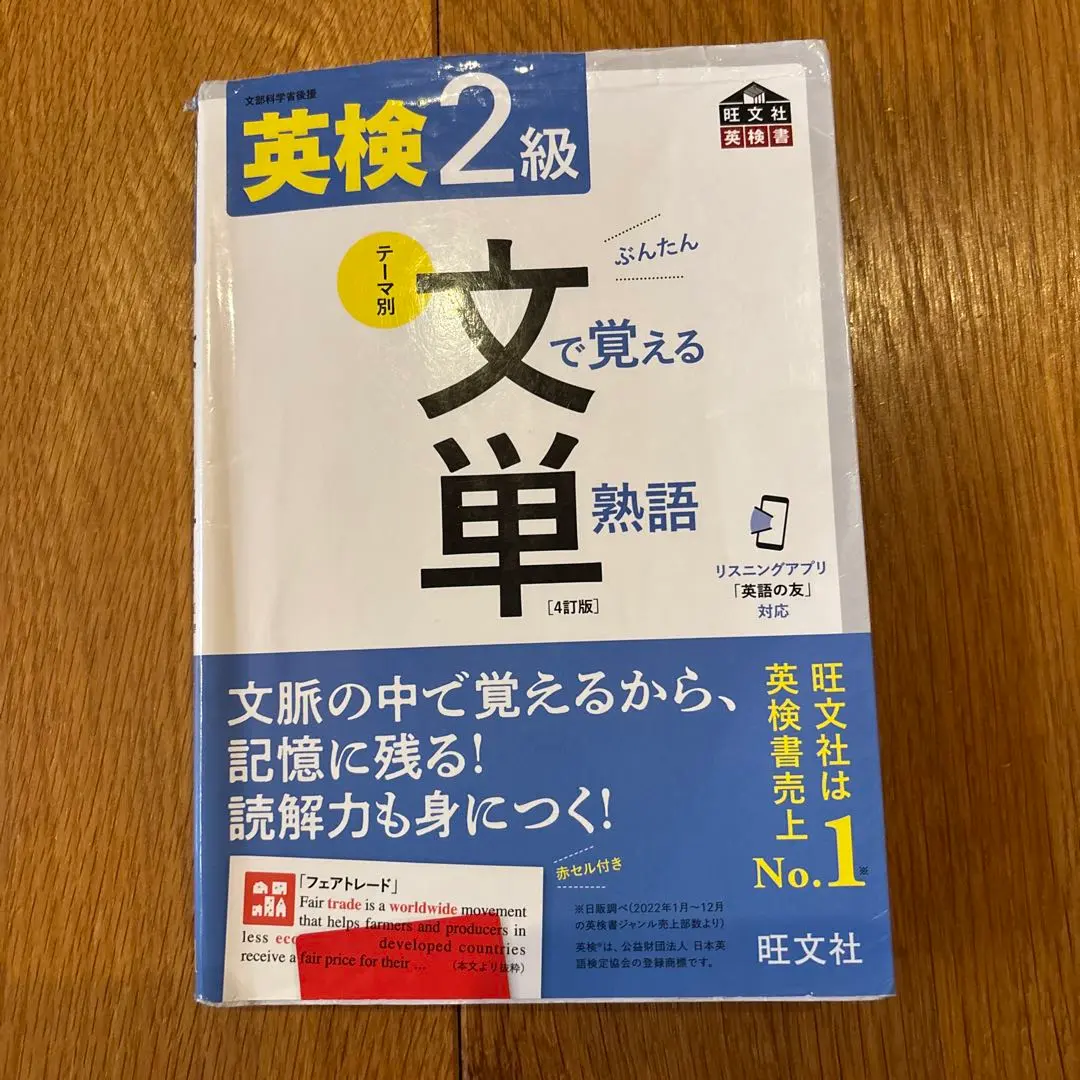 文部科学省後援
英検2級
旺文社
英検書
テーマ別
ぶんたん
文で覚える
単熟語
[4訂版]
リスニングアプリ
「英語の友」
対応
文脈の中で覚えるから、
記憶に残る!
読解力も身につく!
旺文社は
英検書売上
No.1※
赤セル付き
「フェアトレード」
Fair trade is a worldwide movement
that helps farmers and producers in
less eco developed countries
receive a fair price for their ... (本文より抜粋)
※日販調べ(2022年1月〜12月
の英検書ジャンル売上部数より)
英検®は、公益財団法人 日本英
語検定協会の登録商標です。
旺文社